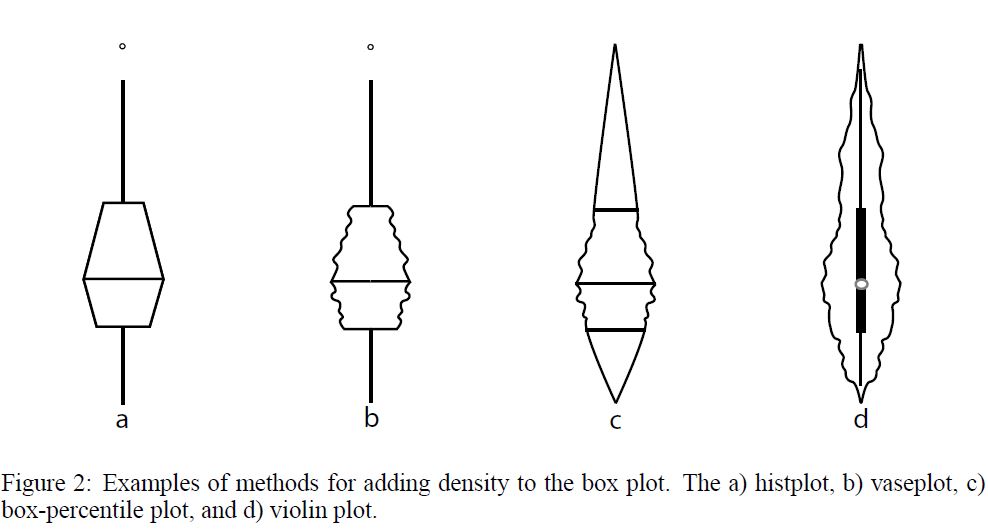 a b c d
Figure 2: Examples of methods for adding density to the box plot. The a) histplot, b) vaseplot, c)
box-percentile plot, and d) violin plot.